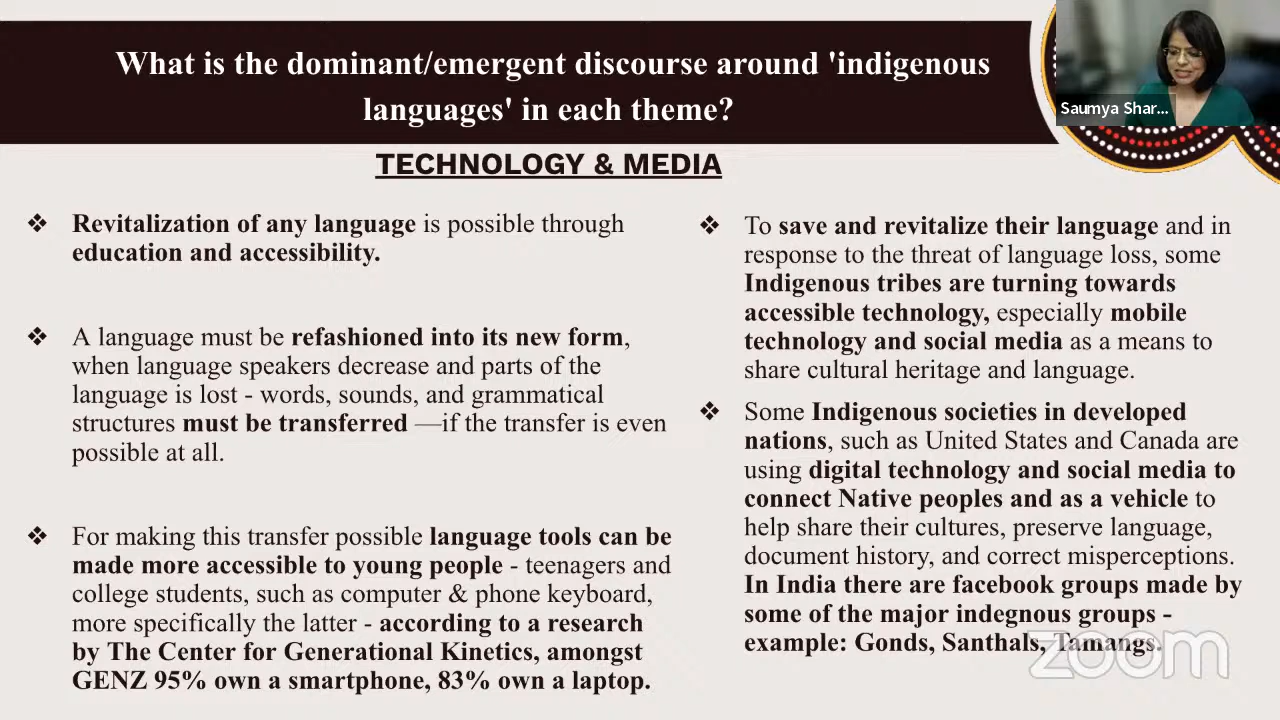 What is the dominant/emergent discourse around 'indigenous
languages' in each theme?
Saumya Shar...
TECHNOLOGY & MEDIA
❖ Revitalization of any language is possible through
education and accessibility.
❖ A language must be refashioned into its new form,
when language speakers decrease and parts of the
language is lost - words, sounds, and grammatical
structures must be transferred —if the transfer is even
possible at all.
❖ For making this transfer possible language tools can be
made more accessible to young people - teenagers and
college students, such as computer & phone keyboard,
more specifically the latter - according to a research
by The Center for Generational Kinetics, amongst
GENZ 95% own a smartphone, 83% own a laptop.
❖ To save and revitalize their language and in
response to the threat of language loss, some
Indigenous tribes are turning towards
accessible technology, especially mobile
technology and social media as a means to
share cultural heritage and language.
❖ Some Indigenous societies in developed
nations, such as United States and Canada are
using digital technology and social media to
connect Native peoples and as a vehicle to
help share their cultures, preserve language,
document history, and correct misperceptions.
In India there are facebook groups made by
some of the major indegnous groups -
example: Gonds, Santhals, Tamangs.
zoom